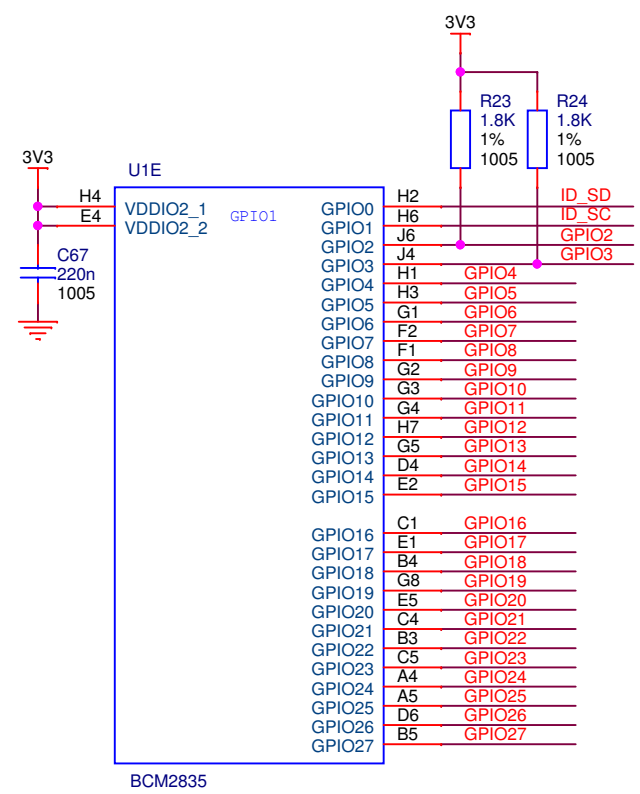 3V3
R23 R24
1.8K 1.8K
1% 1%
1005 1005
3V3
U1E
H4 VDDIO2_1 GPIO1 GPIO0 H2 ID_SD
E4 VDDIO2_2 GPIO1 H6 ID_SC
GPIO2 J6 GPIO2
GPIO3 J4 GPIO3
C67
220n
1005
GPIO4 H1 GPIO4
GPIO5 H3 GPIO5
GPIO6 G1 GPIO6
GPIO7 F2 GPIO7
GPIO8 F1 GPIO8
GPIO9 G2 GPIO9
GPIO10 G3 GPIO10
GPIO11 G4 GPIO11
GPIO12 H7 GPIO12
GPIO13 G5 GPIO13
GPIO14 D4 GPIO14
GPIO15 E2 GPIO15
GPIO16 C1 GPIO16
GPIO17 E1 GPIO17
GPIO18 B4 GPIO18
GPIO19 G8 GPIO19
GPIO20 E5 GPIO20
GPIO21 C4 GPIO21
GPIO22 B3 GPIO22
GPIO23 C5 GPIO23
GPIO24 A4 GPIO24
GPIO25 A5 GPIO25
GPIO26 D6 GPIO26
GPIO27 B5 GPIO27
BCM2835